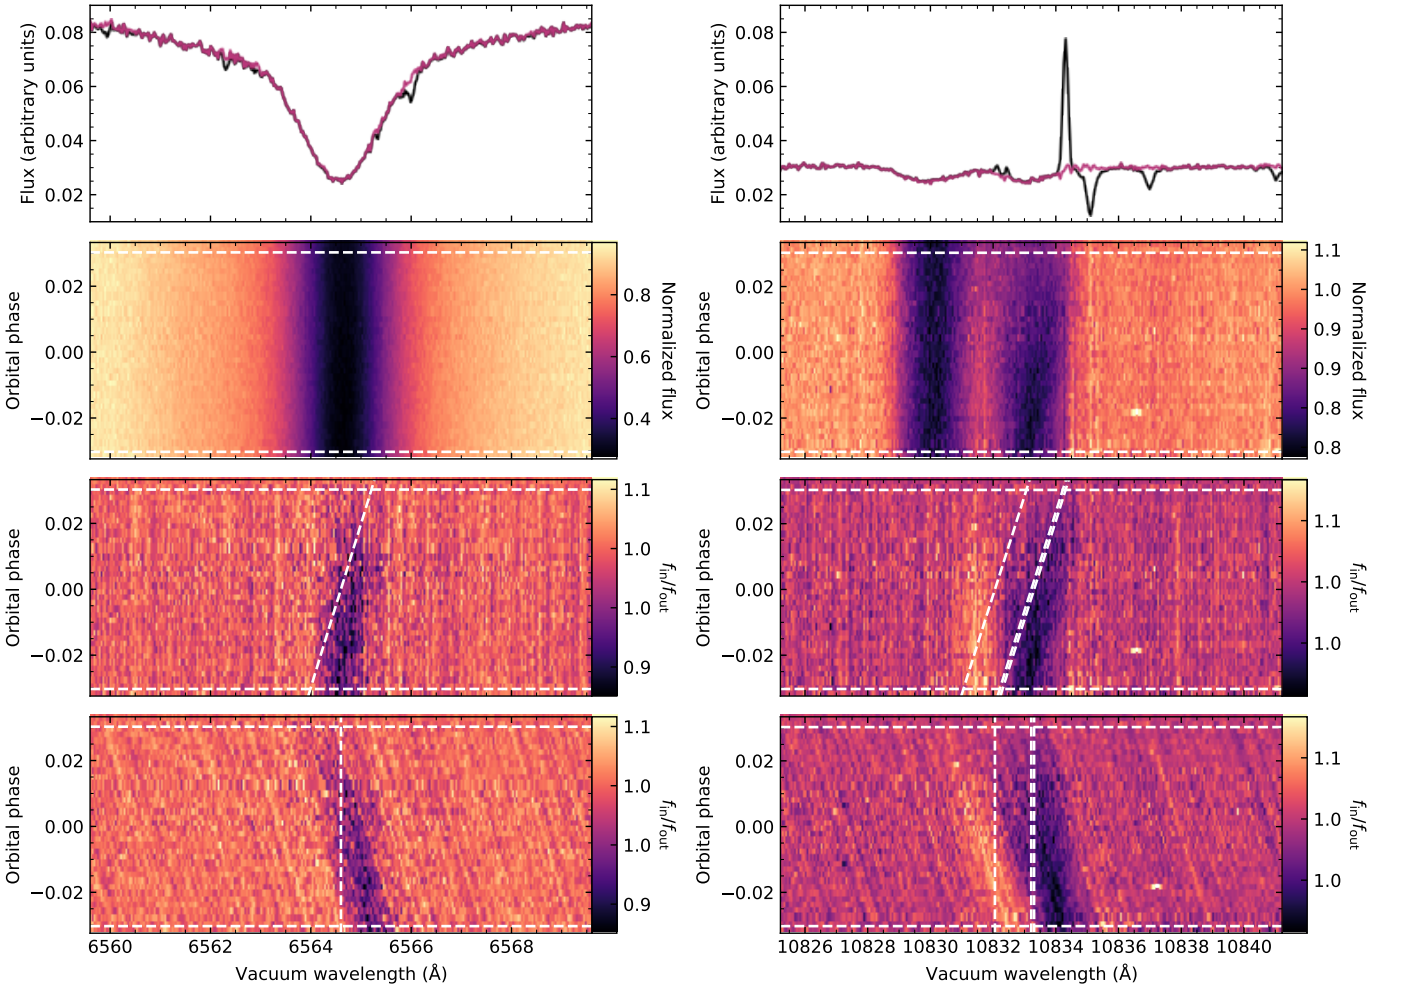 Flux (arbitrary units)
0.08
0.06
0.04
0.02
Flux (arbitrary units)
0.08
0.06
0.04
0.02
Orbital phase
0.02
0.00
−0.02
0.8
0.6
0.4
Normalized flux
Orbital phase
0.02
0.00
−0.02
1.1
1.0
0.9
0.9
0.8
0.8
Normalized flux
Orbital phase
0.02
0.00
−0.02
1.1
1.0
1.0
0.9
fin/fout
Orbital phase
0.02
0.00
−0.02
1.1
1.0
1.0
fin/fout
Orbital phase
0.02
0.00
−0.02
1.1
1.0
1.0
0.9
fin/fout
6560 6562 6564 6566 6568
Vacuum wavelength (Å)
Orbital phase
0.02
0.00
−0.02
1.1
1.0
1.0
fin/fout
10826 10828 10830 10832 10834 10836 10838 10840
Vacuum wavelength (Å)